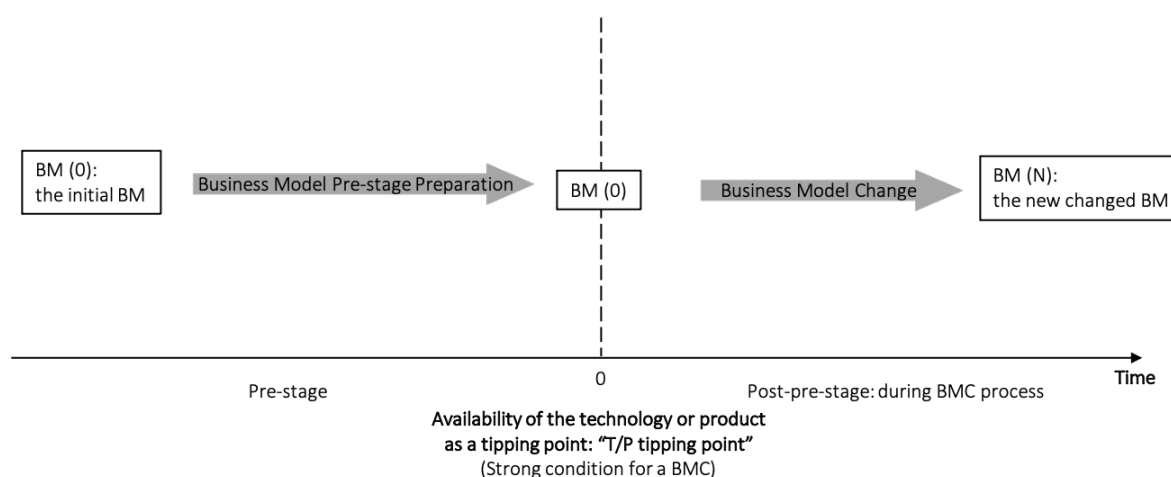 BM (0):
the initial BM
Business Model Pre-stage Preparation
BM (0)
Business Model Change
BM (N):
the new changed BM
0
Time
Pre-stage
Post-pre-stage: during BMC process
Availability of the technology or product
as a tipping point: “T/P tipping point”
(Strong condition for a BMC)